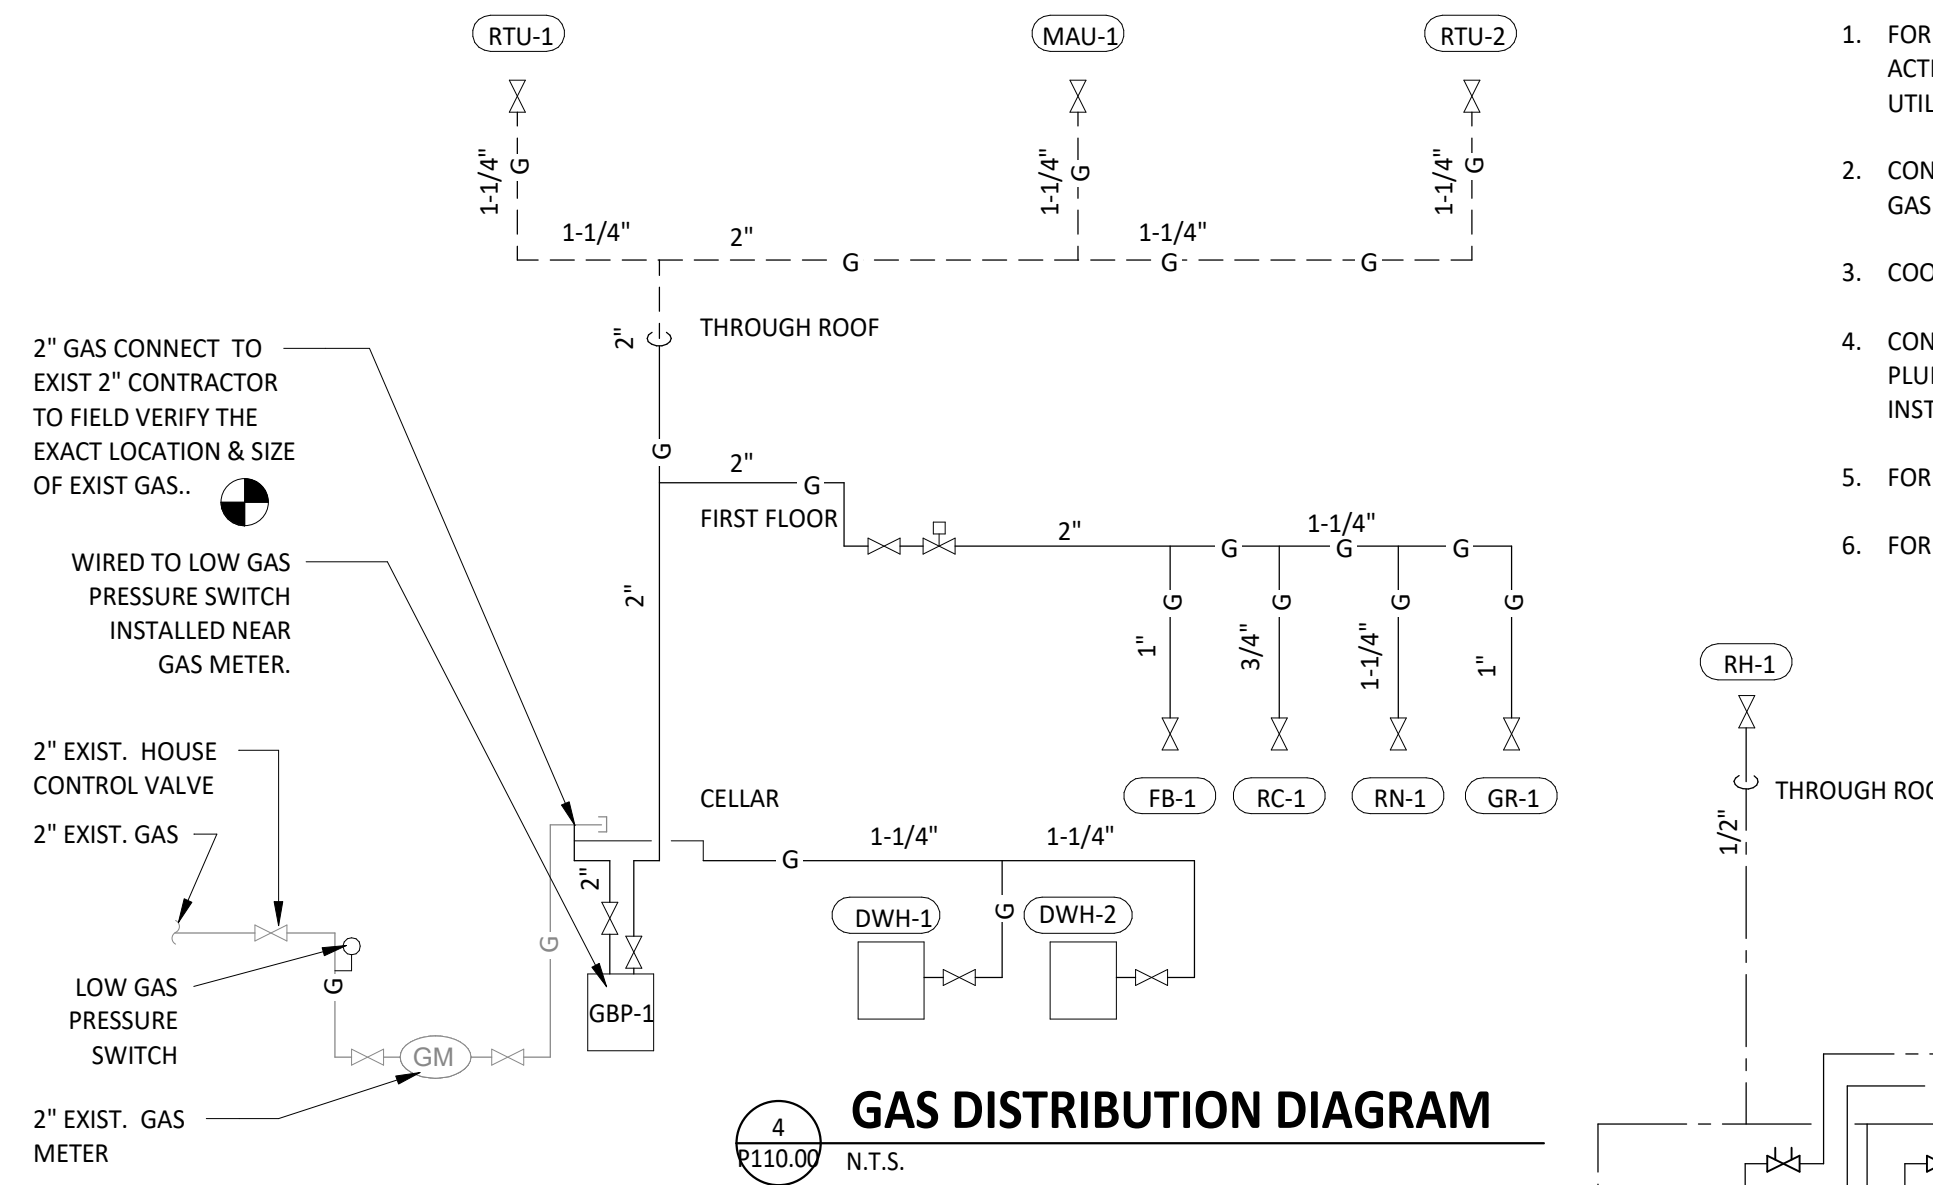 RTU-1
MAU-1
RTU-2
G
1-1/4"
G
1-1/4"
G
1-1/4"
1-1/4"
2"
1-1/4"
G
G
G
2"
THROUGH ROOF
2" GAS CONNECT TO
EXIST 2" CONTRACTOR
TO FIELD VERIFY THE
EXACT LOCATION & SIZE
OF EXIST GAS..
G
2"
G
FIRST FLOOR
2"
1-1/4"
G
G
G
WIRED TO LOW GAS
PRESSURE SWITCH
INSTALLED NEAR
GAS METER.
2"
G
G
G
G
1"
3/4"
1-1/4"
1"
FB-1
RC-1
RN-1
GR-1
2" EXIST. HOUSE
CONTROL VALVE
2" EXIST. GAS
CELLAR
1-1/4"
1-1/4"
G
2"
DWH-1
G
DWH-2
G
LOW GAS
PRESSURE
SWITCH
G
GBP-1
GM
2" EXIST. GAS
METER
4
P110.00
GAS DISTRIBUTION DIAGRAM
N.T.S.
1. FOR
ACT
UTIL
2. CON
GAS
3. COO
4. CON
PLU
INST
5. FOR
6. FOR
RH-1
THROUGH ROO
1/2"